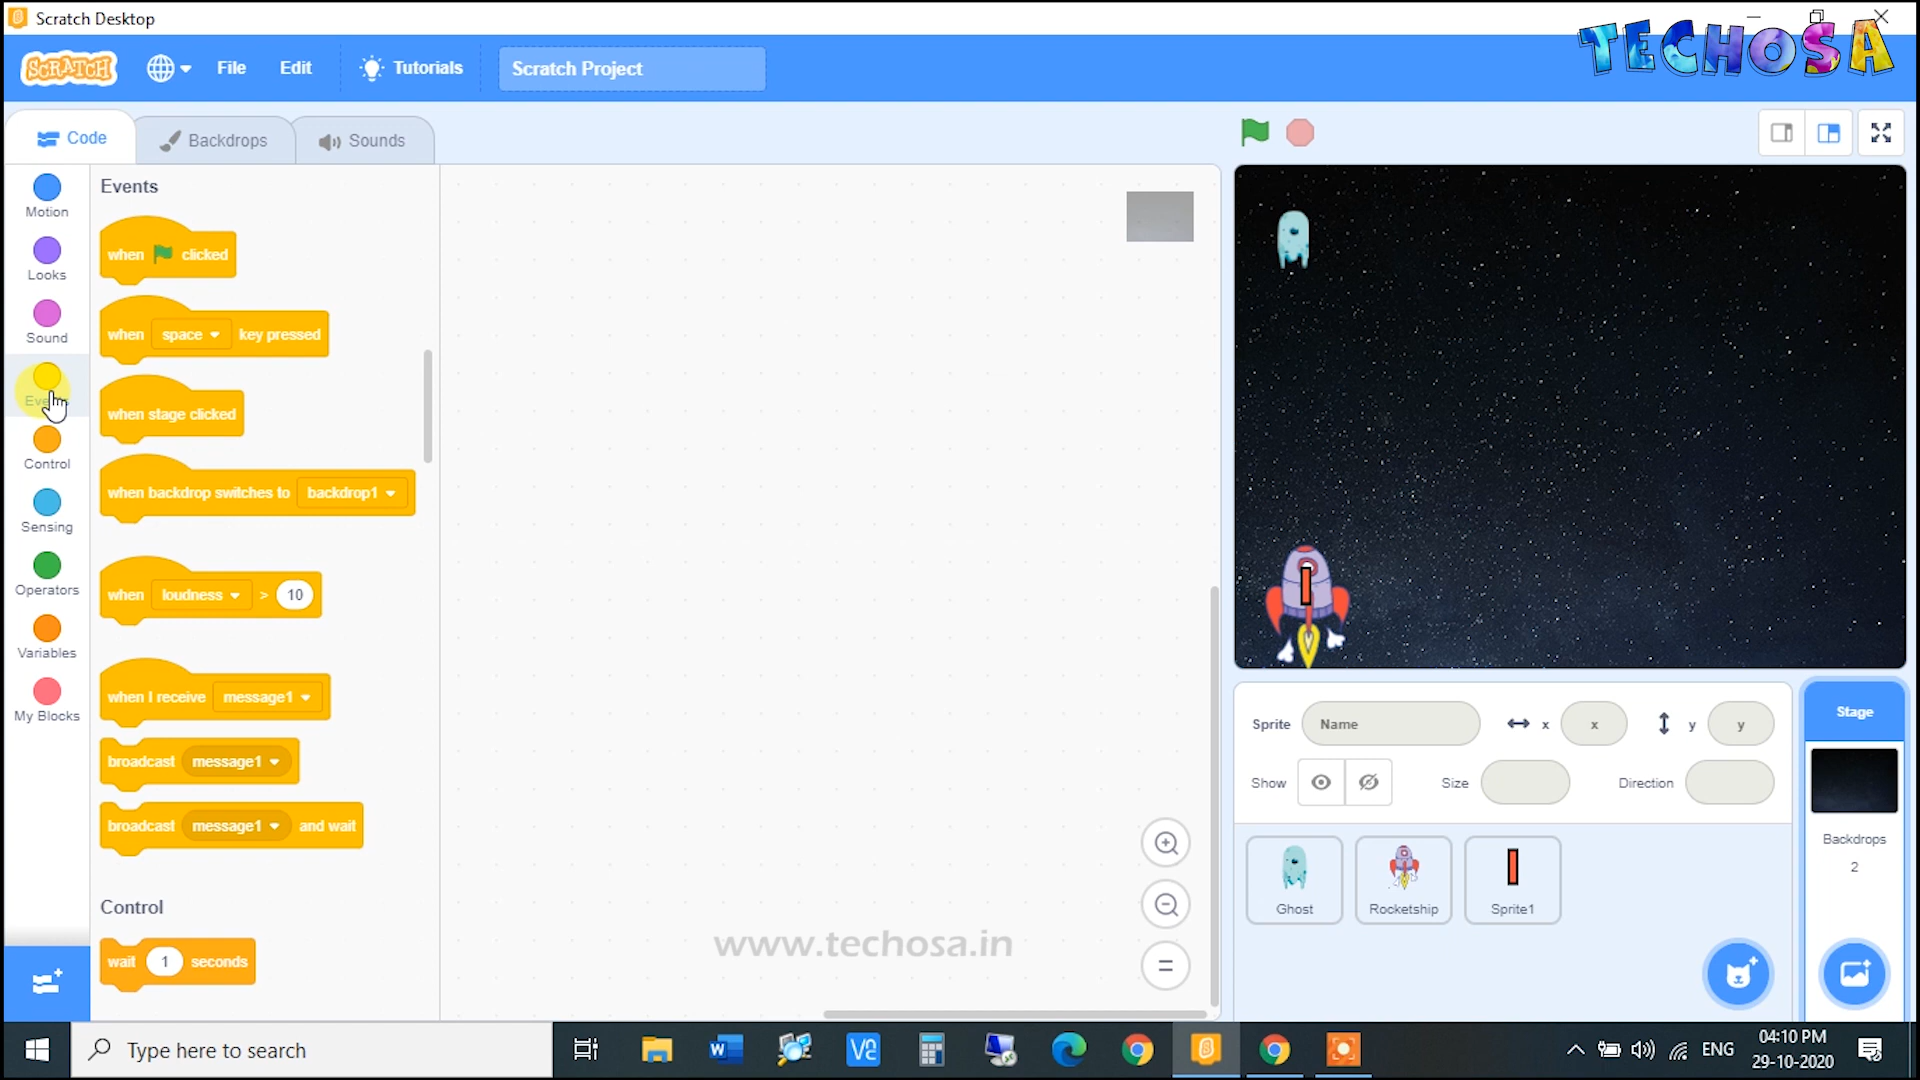 Scratch Desktop
TECHOSA
SCRATCH
File
Edit
Tutorials
Scratch Project
Code
Backdrops
Sounds
Motion
Looks
Sound
Events
Control
Sensing
Operators
Variables
My Blocks
Events
when clicked
when space key pressed
when stage clicked
when backdrop switches to backdrop1
when loudness > 10
when I receive message1
broadcast message1
broadcast message1 and wait
Control
wait 1 seconds
www.techosa.in
Sprite Name x x y y
Show Size Direction
Ghost
Rocketship
Sprite1
Stage
Backdrops
2
Type here to search
ENG
04:10 PM
29-10-2020